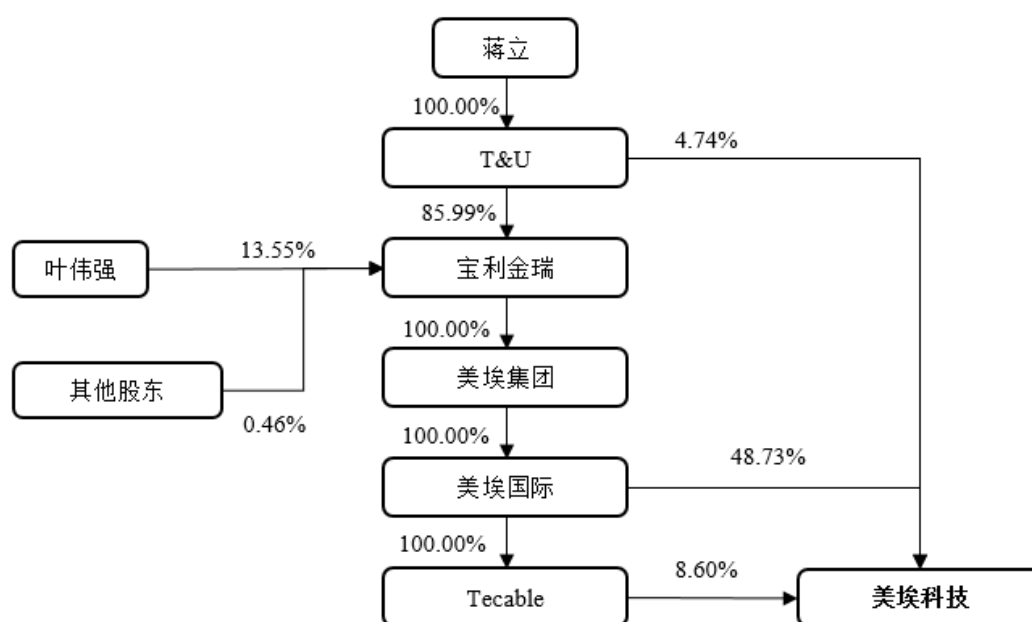 蒋立
100.00%
T&U
4.74%
85.99%
叶伟强
13.55%
宝利金瑞
100.00%
其他股东
0.46%
美埃集团
100.00%
美埃国际
48.73%
100.00%
Tecable
8.60%
美埃科技